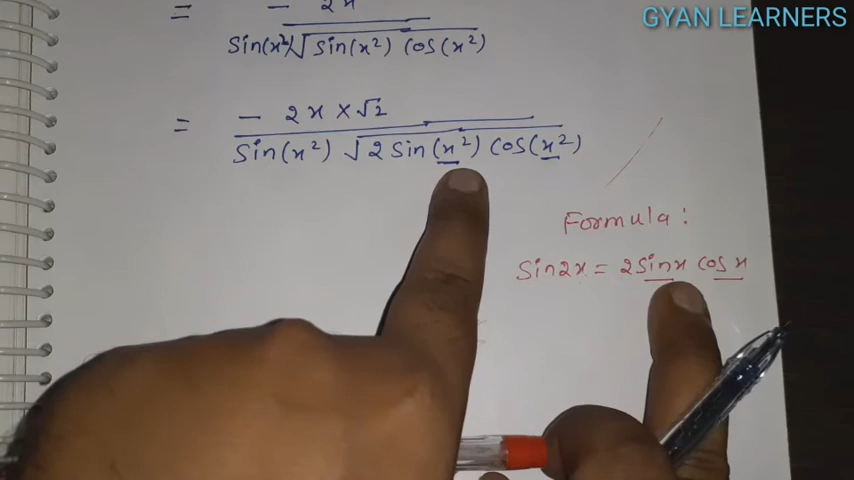 GYAN LEARNERS
= - 2x
sin(x²)√sin(x²) cos(x²)
= - 2x × √2
sin(x²) √2 sin(x²) cos(x²)
Formula:
Sin2x = 2sinx cosx